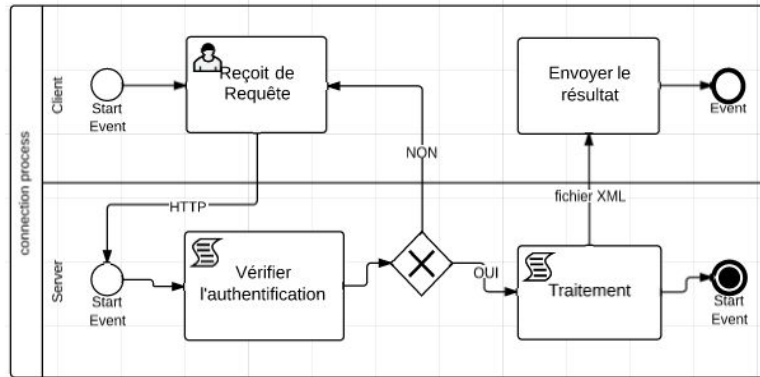 connection process
Client
Start
Event
Reçoit de
Requête
Envoyer le
résultat
Event
NON
HTTP
fichier XML
Server
Start
Event
Vérifier
l'authentification
OUI
Traitement
Start
Event